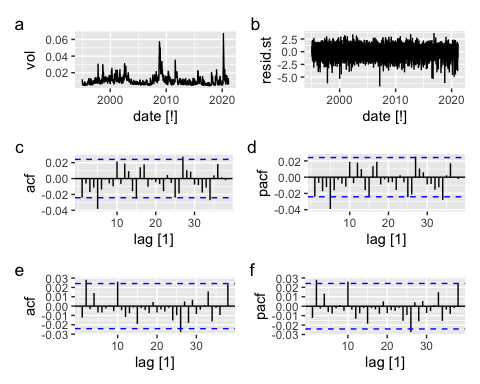 a
vol
0.06
0.04
0.02
2000
2010
2020
date [!]
b
resid.st
2.5
0.0
-2.5
-5.0
2000
2010
2020
date [!]
c
acf
0.02
0.00
-0.02
-0.04
10
20
30
lag [1]
d
pacf
0.02
0.00
-0.02
-0.04
10
20
30
lag [1]
e
acf
0.03
0.02
0.01
0.00
-0.01
-0.02
-0.03
10
20
30
lag [1]
f
pacf
0.03
0.02
0.01
0.00
-0.01
-0.02
-0.03
10
20
30
lag [1]